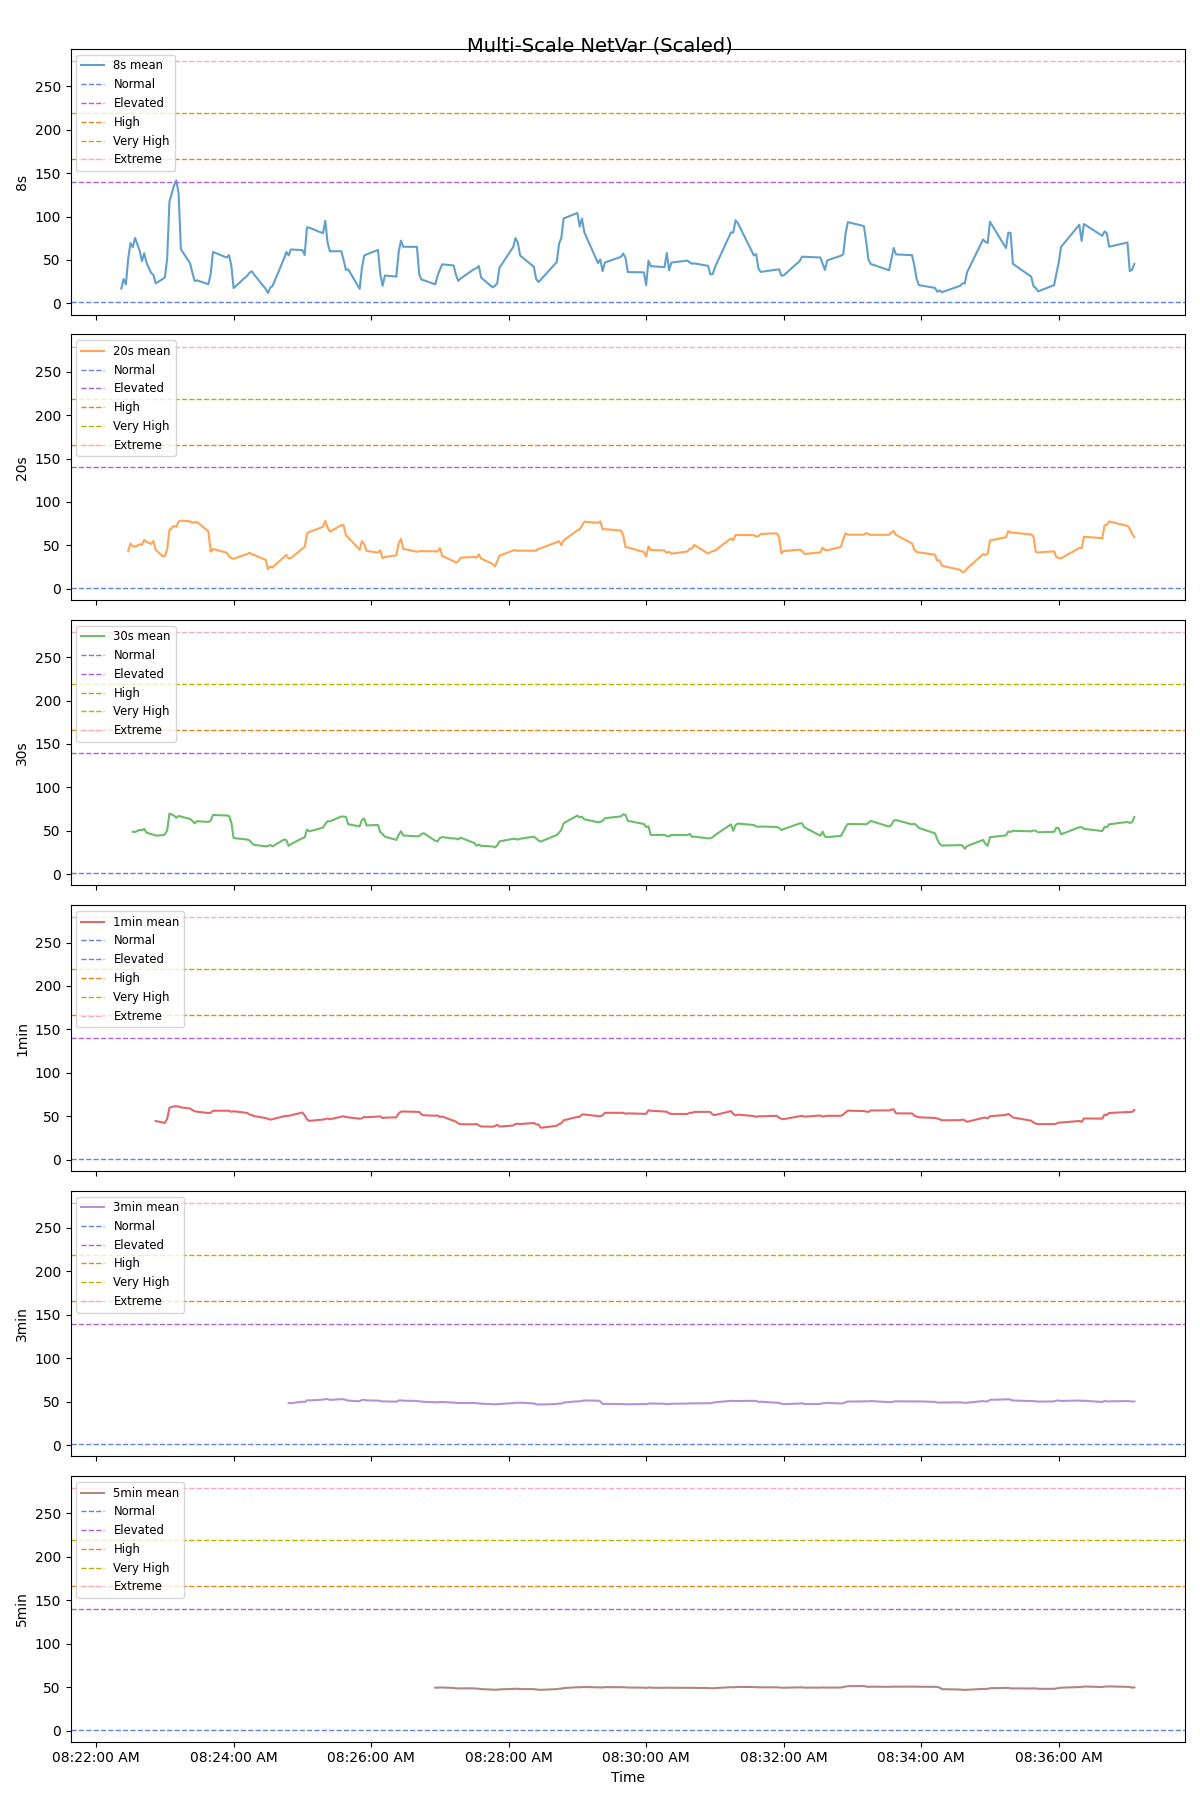 Multi-Scale NetVar (Scaled)
8s mean
Normal
Elevated
High
Very High
Extreme
250
200
150
100
50
0
8s
20s mean
Normal
Elevated
High
Very High
Extreme
250
200
150
100
50
0
20s
30s mean
Normal
Elevated
High
Very High
Extreme
250
200
150
100
50
0
30s
1min mean
Normal
Elevated
High
Very High
Extreme
250
200
150
100
50
0
1min
3min mean
Normal
Elevated
High
Very High
Extreme
250
200
150
100
50
0
3min
5min mean
Normal
Elevated
High
Very High
Extreme
250
200
150
100
50
0
5min
08:22:00 AM 08:24:00 AM 08:26:00 AM 08:28:00 AM 08:30:00 AM 08:32:00 AM 08:34:00 AM 08:36:00 AM
Time